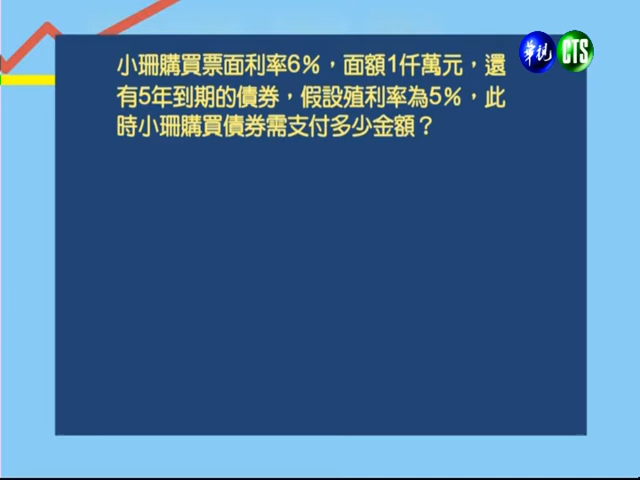 華視 CTS
小珊購買票面利率6%，面額1仟萬元，還
有5年到期的債券，假設殖利率為5%，此
時小珊購買債券需支付多少金額？